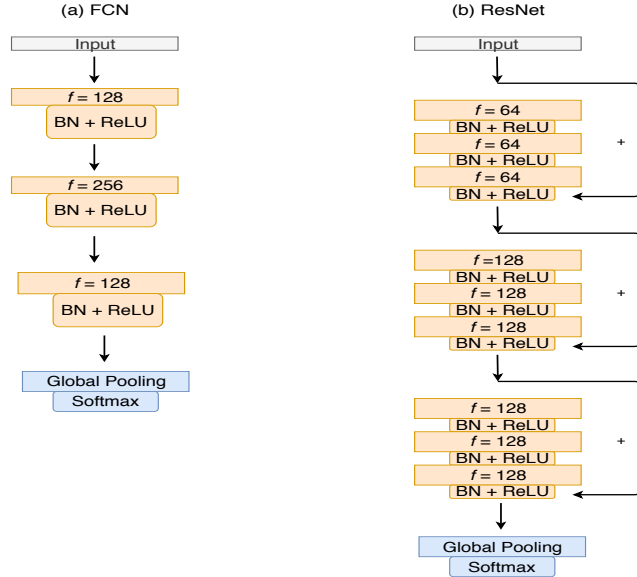 (a) FCN
Input
f = 128
BN + ReLU
f = 256
BN + ReLU
f = 128
BN + ReLU
Global Pooling
Softmax
(b) ResNet
Input
f = 64
BN + ReLU
f = 64
BN + ReLU
f = 64
BN + ReLU
+
f =128
BN + ReLU
f = 128
BN + ReLU
f = 128
BN + ReLU
+
f = 128
BN + ReLU
f = 128
BN + ReLU
f = 128
BN + ReLU
+
Global Pooling
Softmax